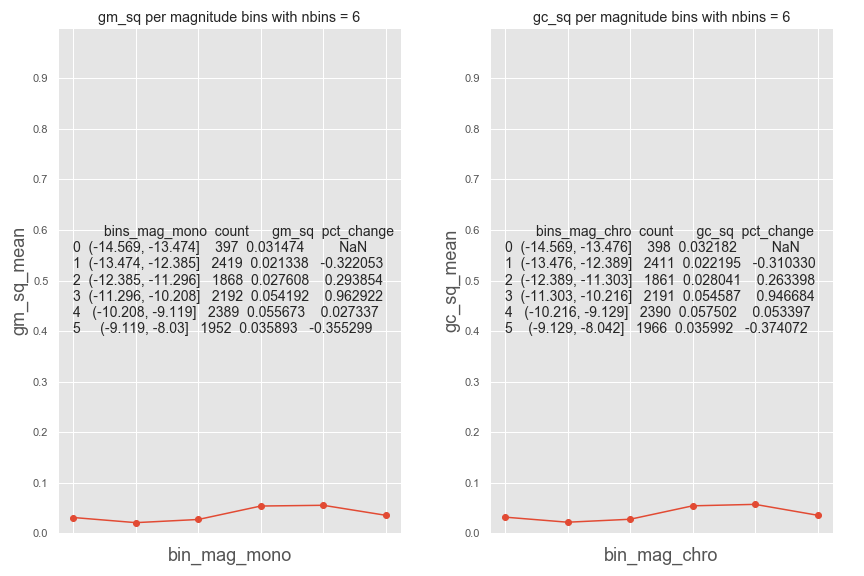 gm_sq per magnitude bins with nbins = 6
0.9
0.8
0.7
0.6
0.5
0.4
0.3
0.2
0.1
0.0
gm_sq_mean
bins_mag_mono count gm_sq pct_change
0 (-14.569, -13.474] 397 0.031474 NaN
1 (-13.474, -12.385] 2419 0.021338 -0.322053
2 (-12.385, -11.296] 1868 0.027608 0.293854
3 (-11.296, -10.208] 2192 0.054192 0.962922
4 (-10.208, -9.119] 2389 0.055673 0.027337
5 (-9.119, -8.03] 1952 0.035893 -0.355299
bin_mag_mono
gc_sq per magnitude bins with nbins = 6
0.9
0.8
0.7
0.6
0.5
0.4
0.3
0.2
0.1
0.0
gc_sq_mean
bins_mag_chro count gc_sq pct_change
0 (-14.569, -13.476] 398 0.032182 NaN
1 (-13.476, -12.389] 2411 0.022195 -0.310330
2 (-12.389, -11.303] 1861 0.028041 0.263398
3 (-11.303, -10.216] 2191 0.054587 0.946684
4 (-10.216, -9.129] 2390 0.057502 0.053397
5 (-9.129, -8.042] 1966 0.035992 -0.374072
bin_mag_chro